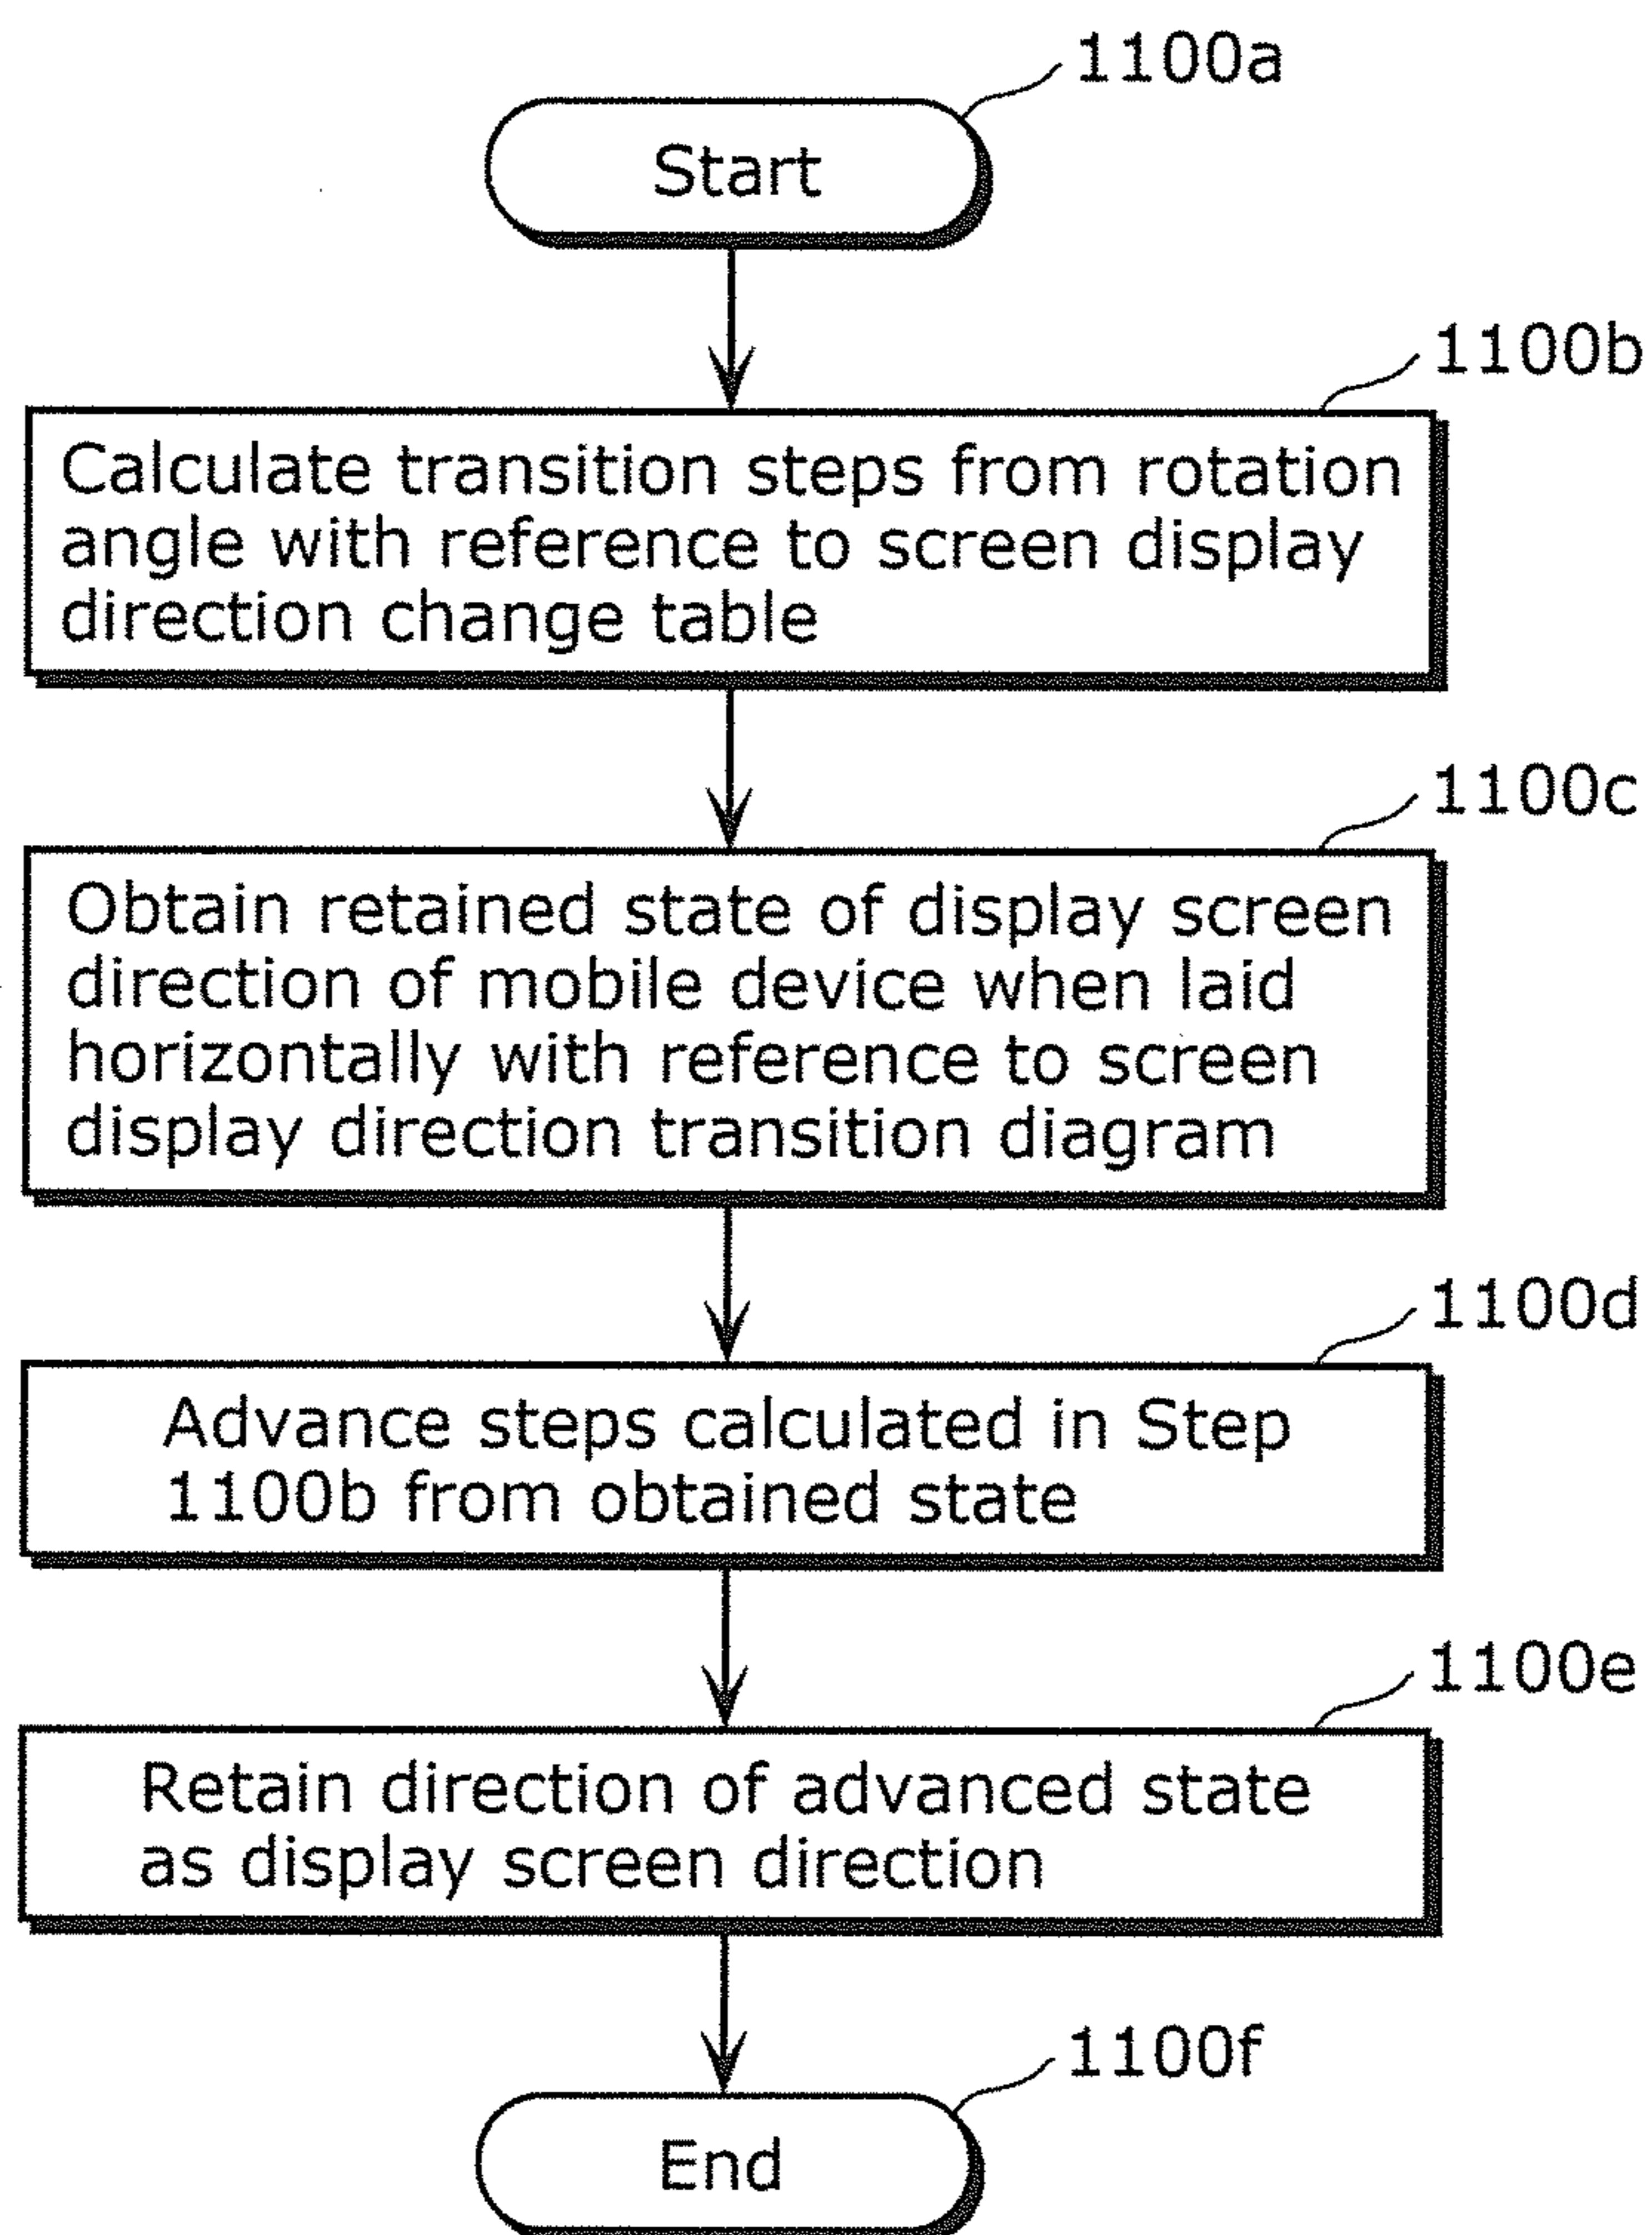 1100a
Start
1100b
Calculate transition steps from rotation
angle with reference to screen display
direction change table
1100c
Obtain retained state of display screen
direction of mobile device when laid
horizontally with reference to screen
display direction transition diagram
1100d
Advance steps calculated in Step
1100b from obtained state
1100e
Retain direction of advanced state
as display screen direction
1100f
End